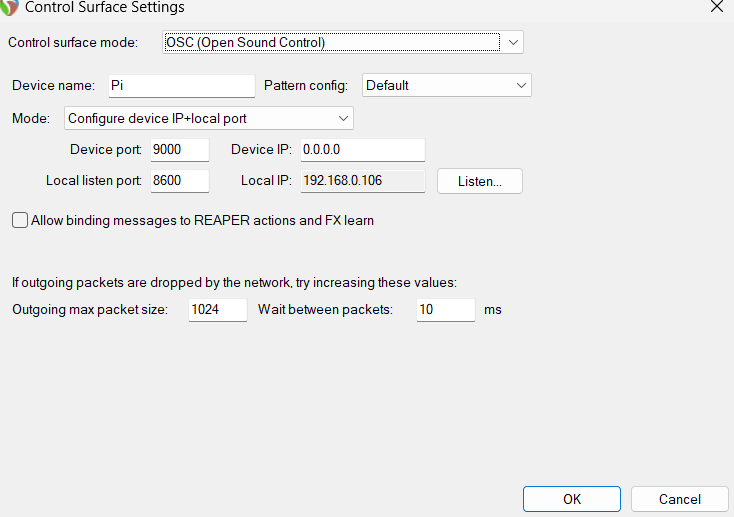 Control Surface Settings
Control surface mode: OSC (Open Sound Control)
Device name: Pi Pattern config: Default
Mode: Configure device IP+local port
Device port: 9000 Device IP: 0.0.0.0
Local listen port: 8600 Local IP: 192.168.0.106 Listen...
Allow binding messages to REAPER actions and FX learn
If outgoing packets are dropped by the network, try increasing these values:
Outgoing max packet size: 1024 Wait between packets: 10 ms
OK Cancel